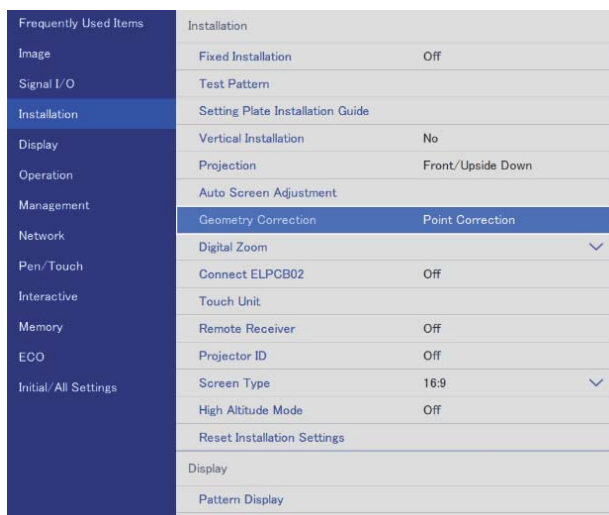 Frequently Used Items
Image
Signal I/O
Installation
Display
Operation
Management
Network
Pen/Touch
Interactive
Memory
ECO
Initial/All Settings
Installation
Fixed Installation Off
Test Pattern
Setting Plate Installation Guide
Vertical Installation No
Projection Front/Upside Down
Auto Screen Adjustment
Geometry Correction Point Correction
Digital Zoom
Connect ELPCB02 Off
Touch Unit
Remote Receiver Off
Projector ID Off
Screen Type 16:9
High Altitude Mode Off
Reset Installation Settings
Display
Pattern Display